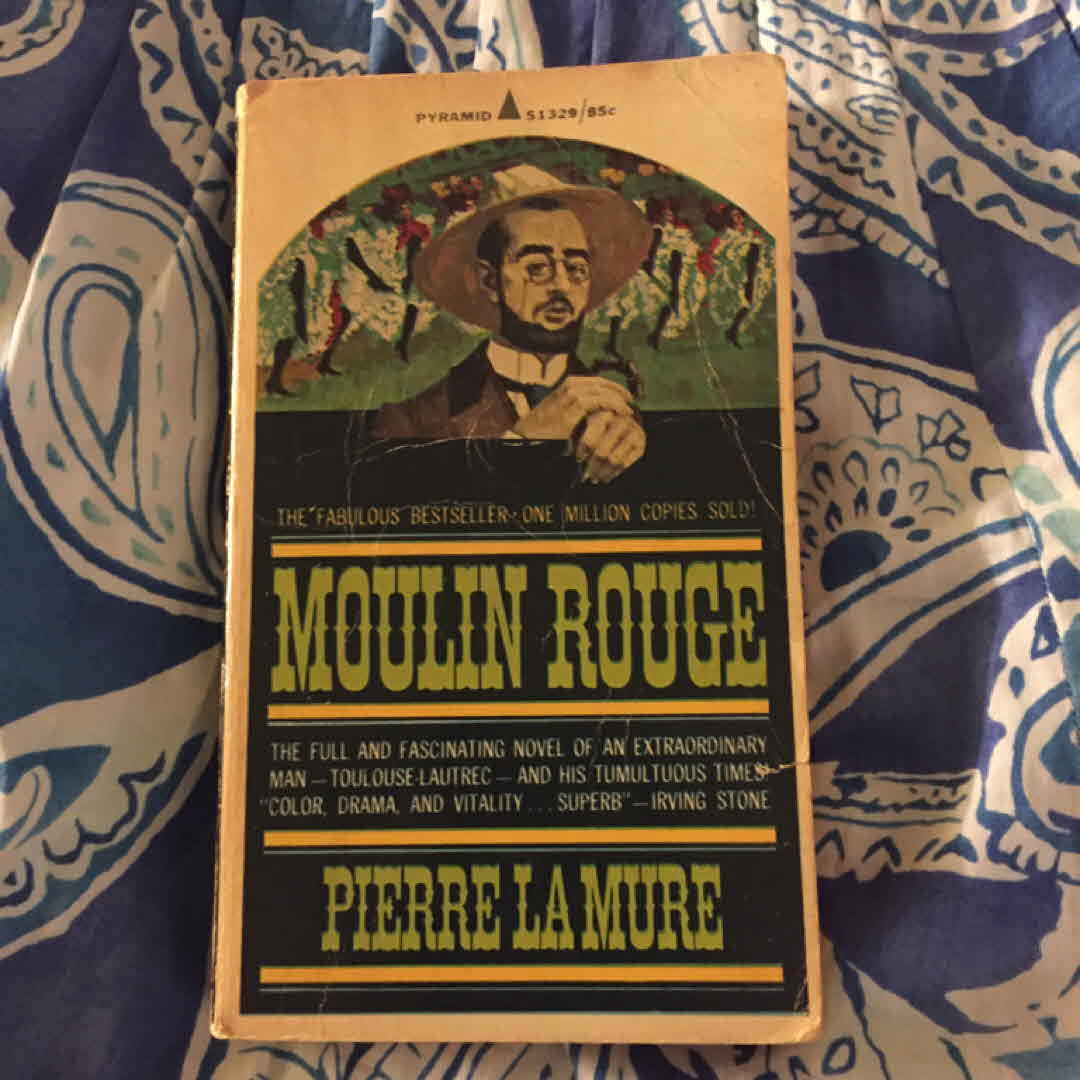 PYRAMID S1329/85c
THE FABULOUS BESTSELLER - ONE MILLION COPIES SOLD!
MOULIN ROUGE
THE FULL AND FASCINATING NOVEL OF AN EXTRAORDINARY
MAN — TOULOUSE-LAUTREC — AND HIS TUMULTUOUS TIMES
"COLOR, DRAMA, AND VITALITY ... SUPERB" — IRVING STONE
PIERRE LA MURE